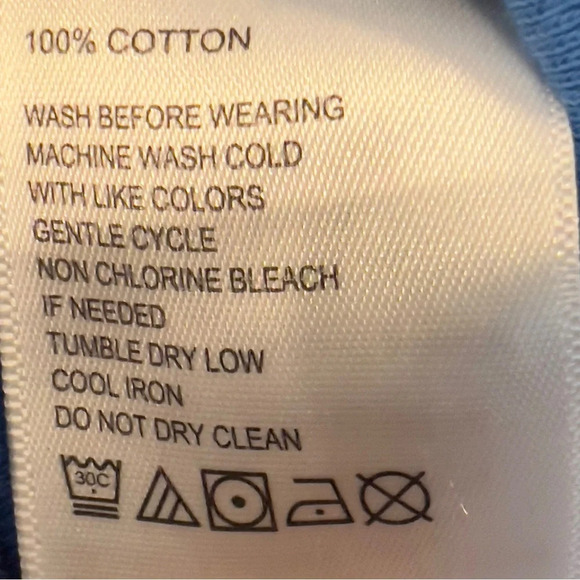 100% COTTON
WASH BEFORE WEARING
MACHINE WASH COLD
WITH LIKE COLORS
GENTLE CYCLE
NON CHLORINE BLEACH
IF NEEDED
TUMBLE DRY LOW
COOL IRON
DO NOT DRY CLEAN
30C